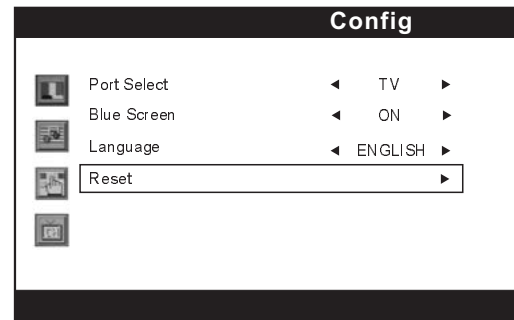 Config
Port Select ◄ TV ►
Blue Screen ◄ ON ►
Language ◄ ENGLISH ►
Reset ►